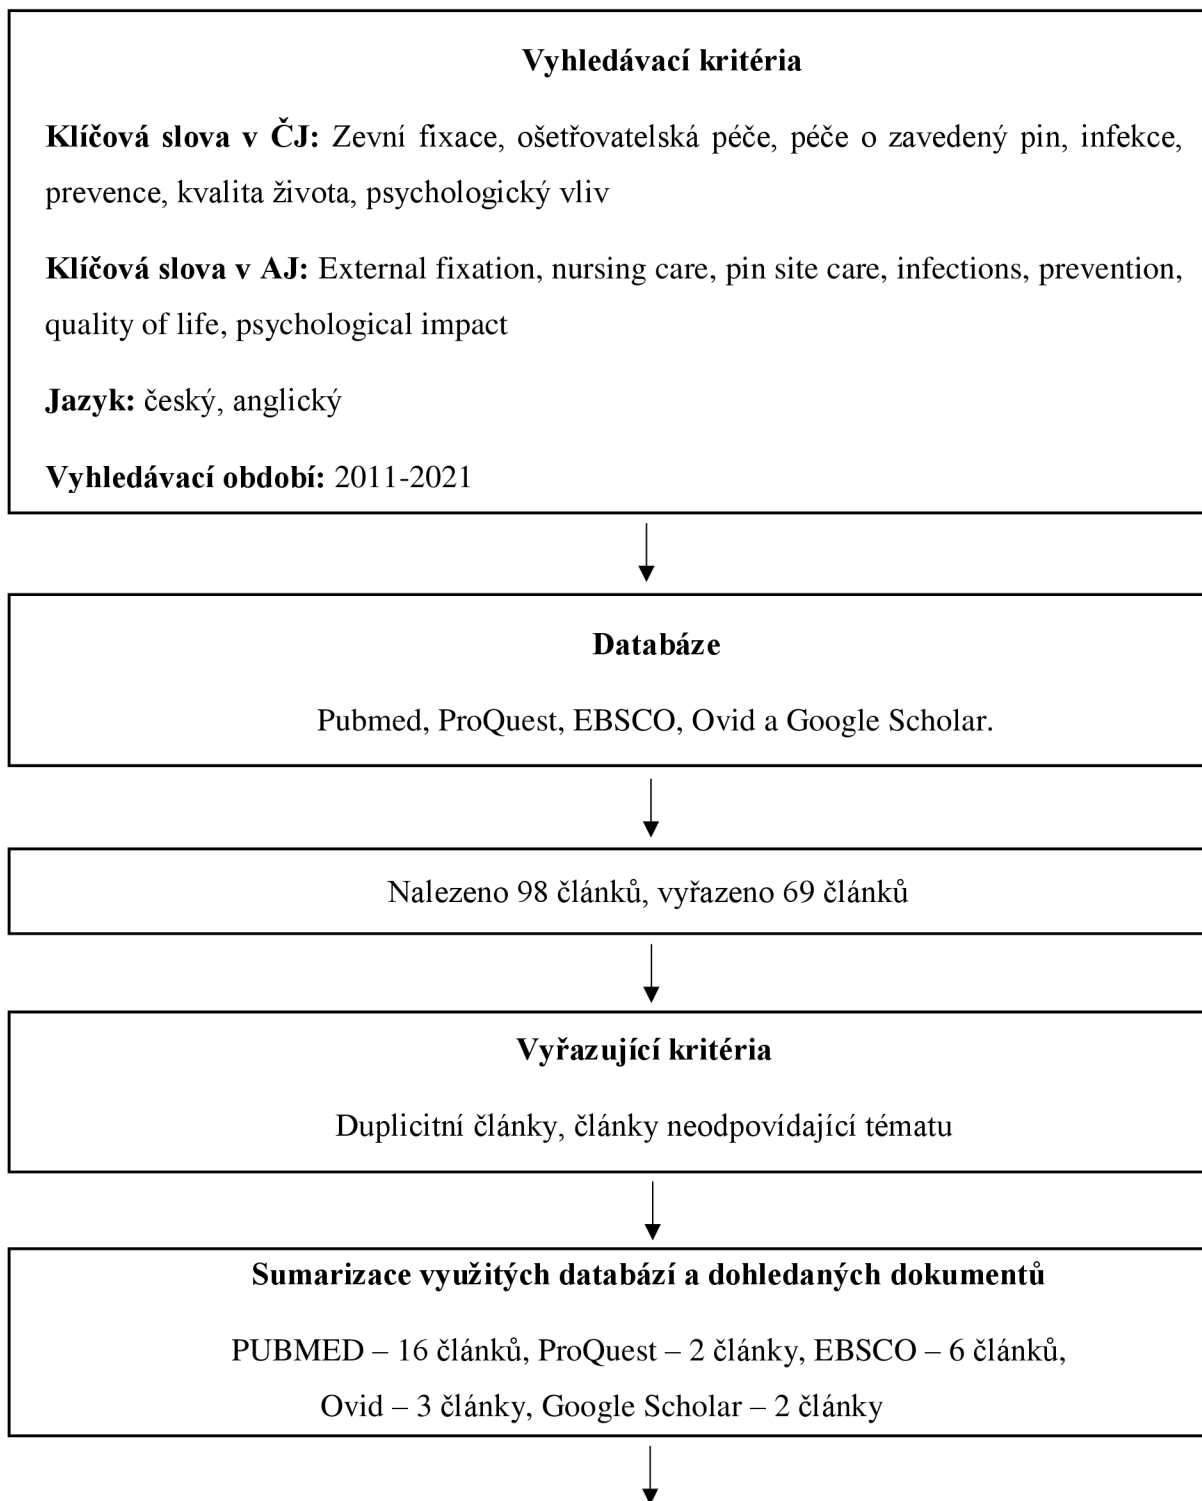 Vyhledávací kritéria
Klíčová slova v ČJ: Zevní fixace, ošetřovatelská péče, péče o zavedený pin, infekce,
prevence, kvalita života, psychologický vliv
Klíčová slova v AJ: External fixation, nursing care, pin site care, infections, prevention,
quality of life, psychological impact
Jazyk: český, anglický
Vyhledávací období: 2011-2021
Databáze
Pubmed, ProQuest, EBSCO, Ovid a Google Scholar.
Nalezeno 98 článků, vyřazeno 69 článků
Vyřazující kritéria
Duplicitní články, články neodpovídající tématu
Sumarizace využitých databází a dohledaných dokumentů
PUBMED – 16 článků, ProQuest – 2 články, EBSCO – 6 článků,
Ovid – 3 články, Google Scholar – 2 články